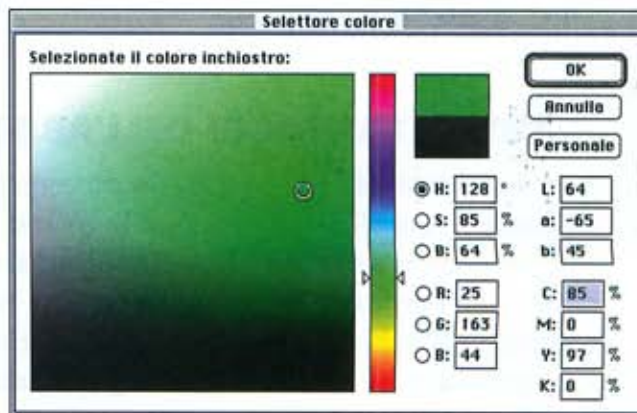 Selettore colore
Selezionate il colore inchiostro:
OK
Annulla
Personale
H: 128 °
S: 85 %
B: 64 %
R: 25
G: 163
B: 44
L: 64
a: -65
b: 45
C: 85 %
M: 0 %
Y: 97 %
K: 0 %